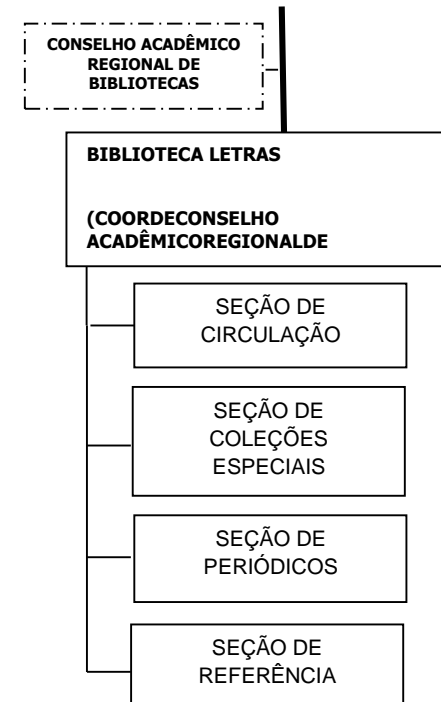 CONSELHO ACADÊMICO
REGIONAL DE
BIBLIOTECAS
BIBLIOTECA LETRAS
(COORDECONSELHO
ACADÊMICOREGIONALDE
SEÇÃO DE
CIRCULAÇÃO
SEÇÃO DE
COLEÇÕES
ESPECIAIS
SEÇÃO DE
PERIÓDICOS
SEÇÃO DE
REFERÊNCIA